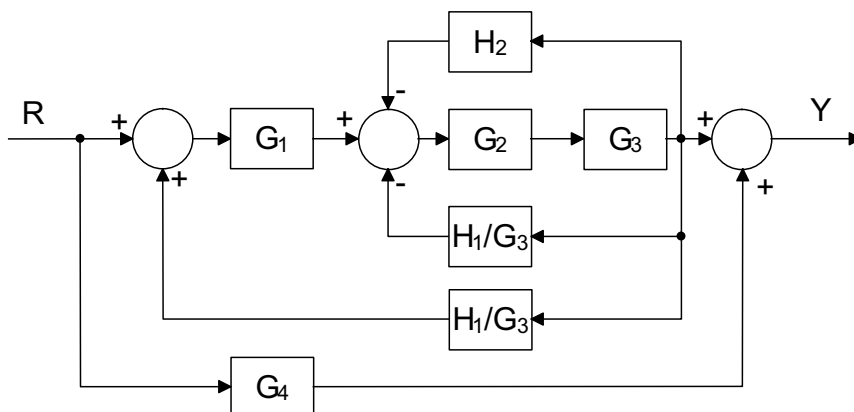 H₂
-
R
+
G₁
+
G₂
G₃
+
Y
+
-
+
H₁/G₃
H₁/G₃
G₄